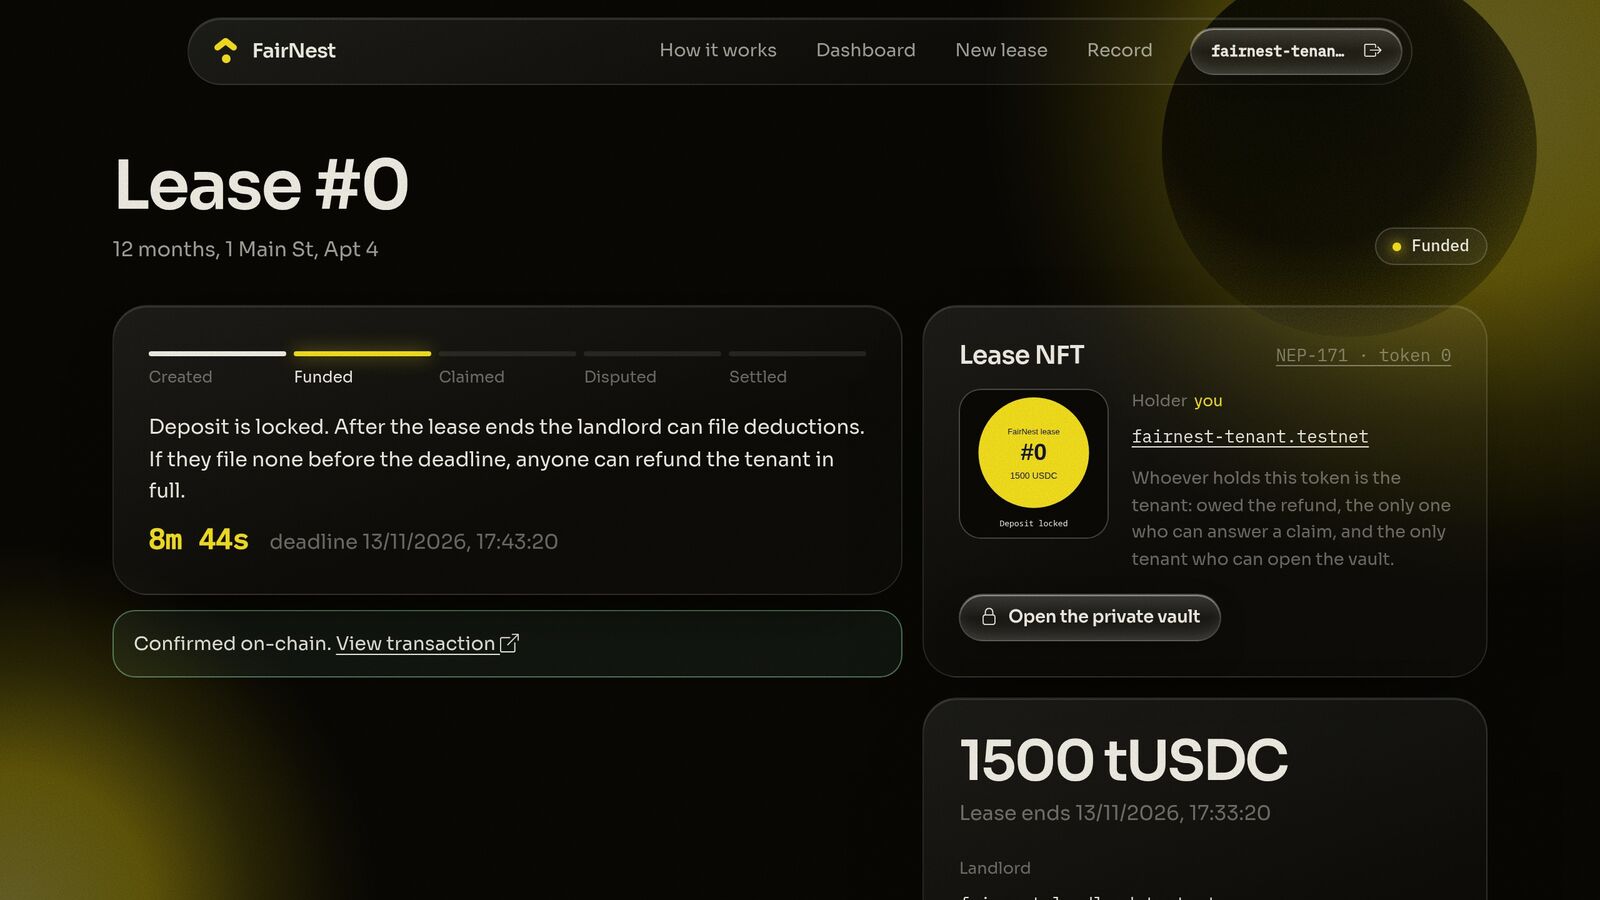 FairNest
How it works
Dashboard
New lease
Record
fairnest-tenan…
Lease #0
12 months, 1 Main St, Apt 4
Funded
Created
Funded
Claimed
Disputed
Settled
Deposit is locked. After the lease ends the landlord can file deductions.
If they file none before the deadline, anyone can refund the tenant in
full.
8m 44s deadline 13/11/2026, 17:43:20
Confirmed on-chain. View transaction
Lease NFT
NEP-171 · token 0
FairNest lease
#0
1500 USDC
Deposit locked
Holder you
fairnest-tenant.testnet
Whoever holds this token is the
tenant: owed the refund, the only one
who can answer a claim, and the only
tenant who can open the vault.
Open the private vault
1500 tUSDC
Lease ends 13/11/2026, 17:33:20
Landlord